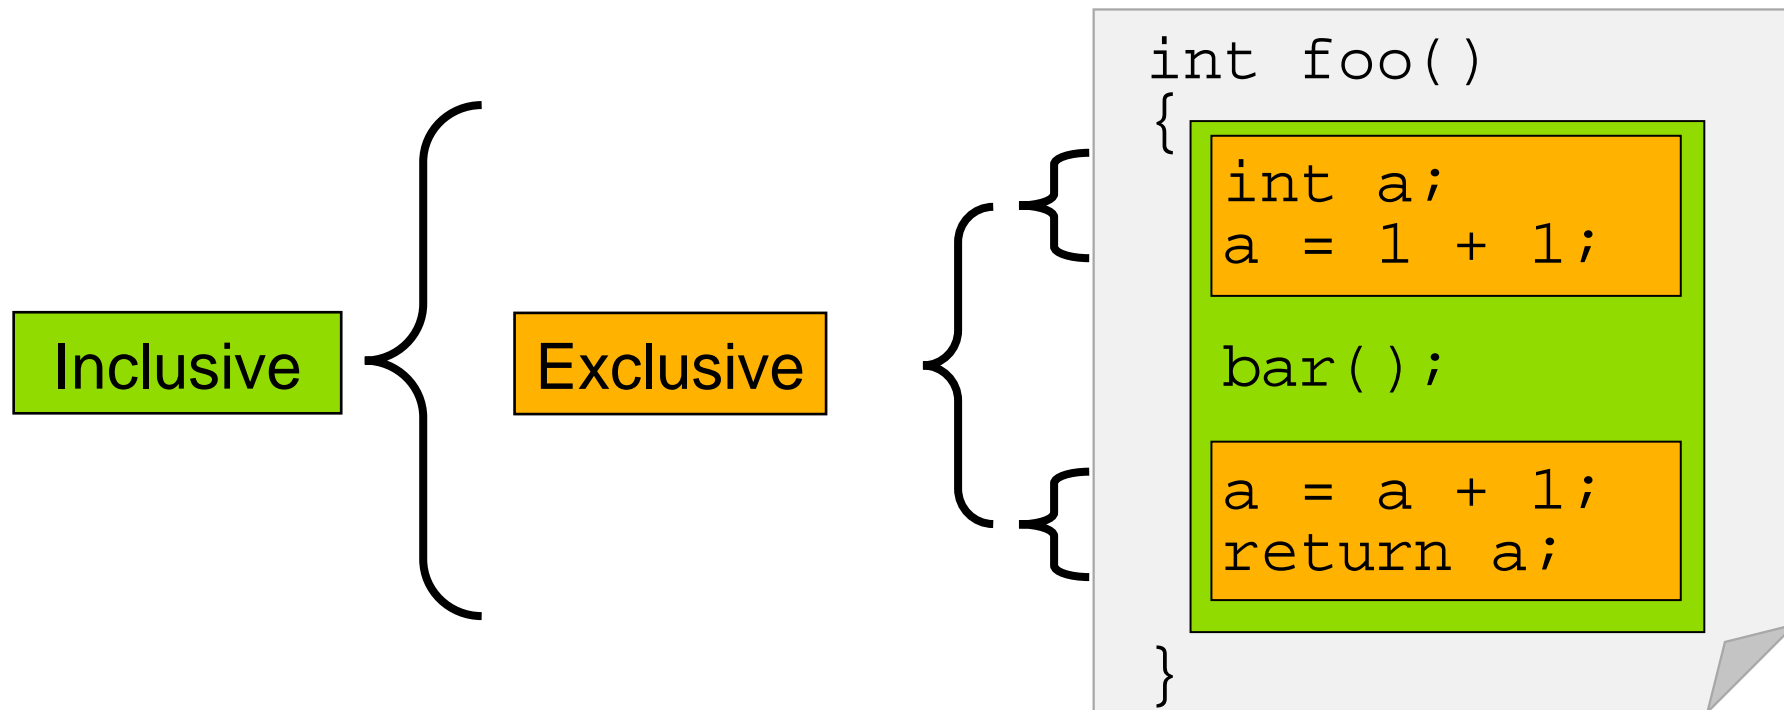 int foo()
{
int a;
a = 1 + 1;
Inclusive
Exclusive
bar();
a = a + 1;
return a;
}